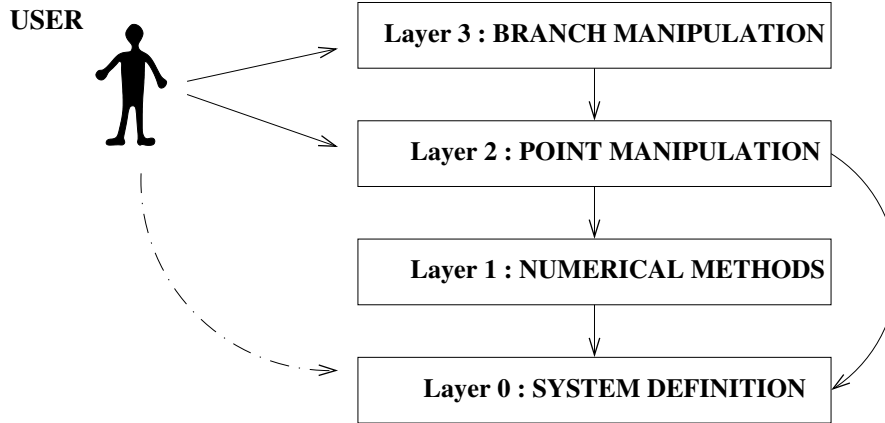 USER
Layer 3 : BRANCH MANIPULATION
Layer 2 : POINT MANIPULATION
Layer 1 : NUMERICAL METHODS
Layer 0 : SYSTEM DEFINITION